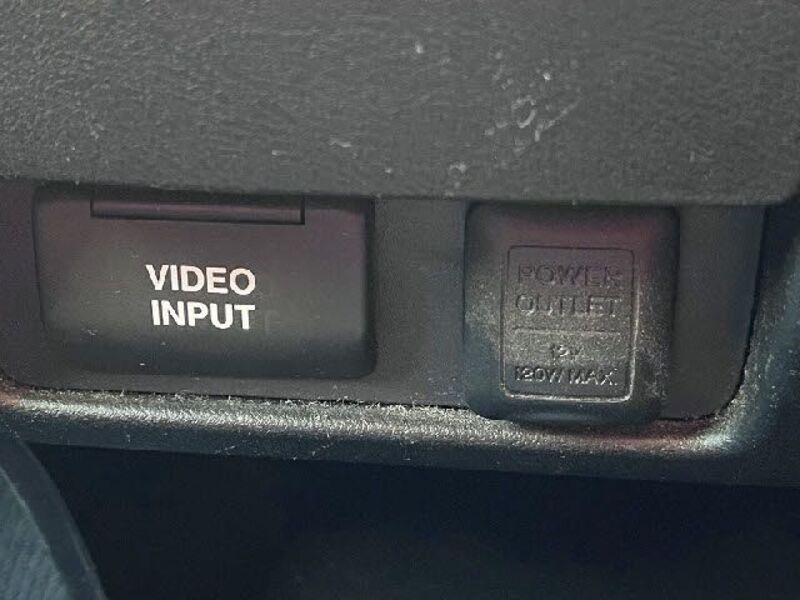 VIDEO
INPUT
POWER
OUTLET
12V
120W MAX.